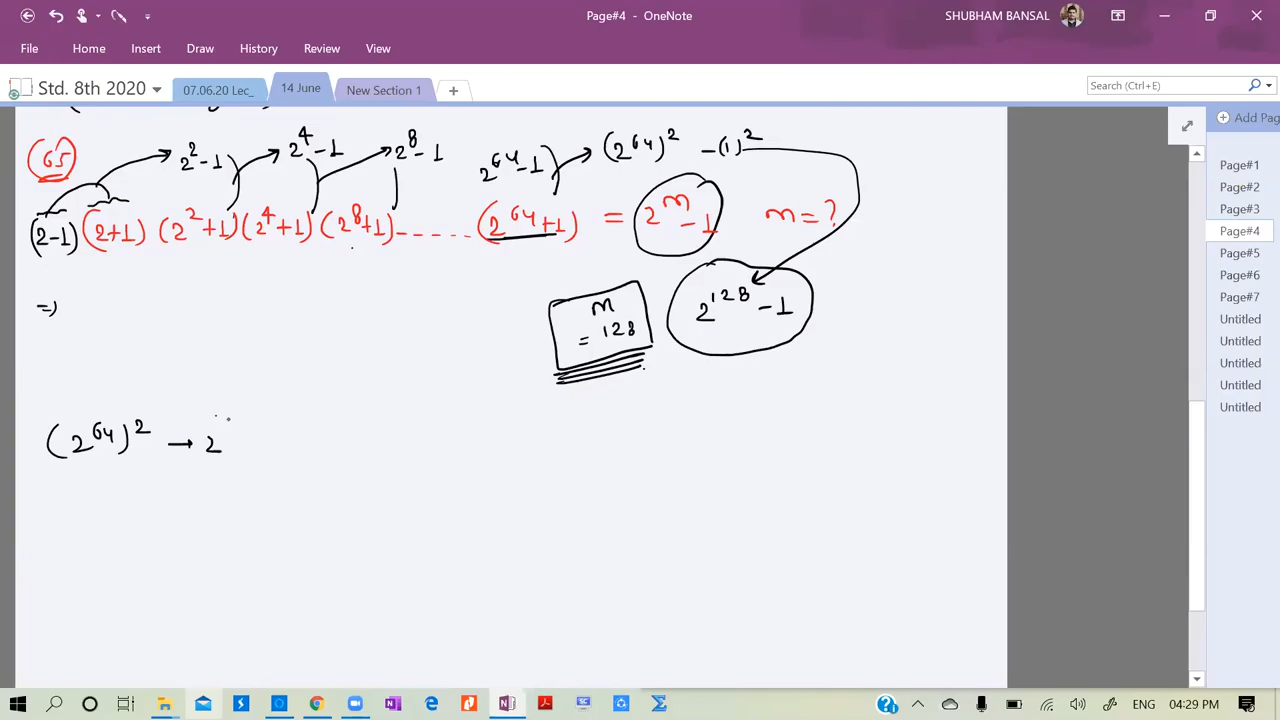 Page#4 - OneNote
SHUBHAM BANSAL
File Home Insert Draw History Review View
Std. 8th 2020
07.06.20 Lec_
14 June
New Section 1
Search (Ctrl+E)
Add Pag
Page#1
Page#2
Page#3
Page#4
Page#5
Page#6
Page#7
Untitled
Untitled
Untitled
Untitled
Untitled
65
2²-1 2⁴-1 2⁸-1 2⁶⁴-1 (2⁶⁴)² -(1)²
(2-1) (2+1) (2²+1) (2⁴+1) (2⁸+1) ------ (2⁶⁴+1) = 2ᵐ-1 m=?
=)
m
= 128
2¹²⁸ - 1
(2⁶⁴)² → 2
ENG 04:29 PM